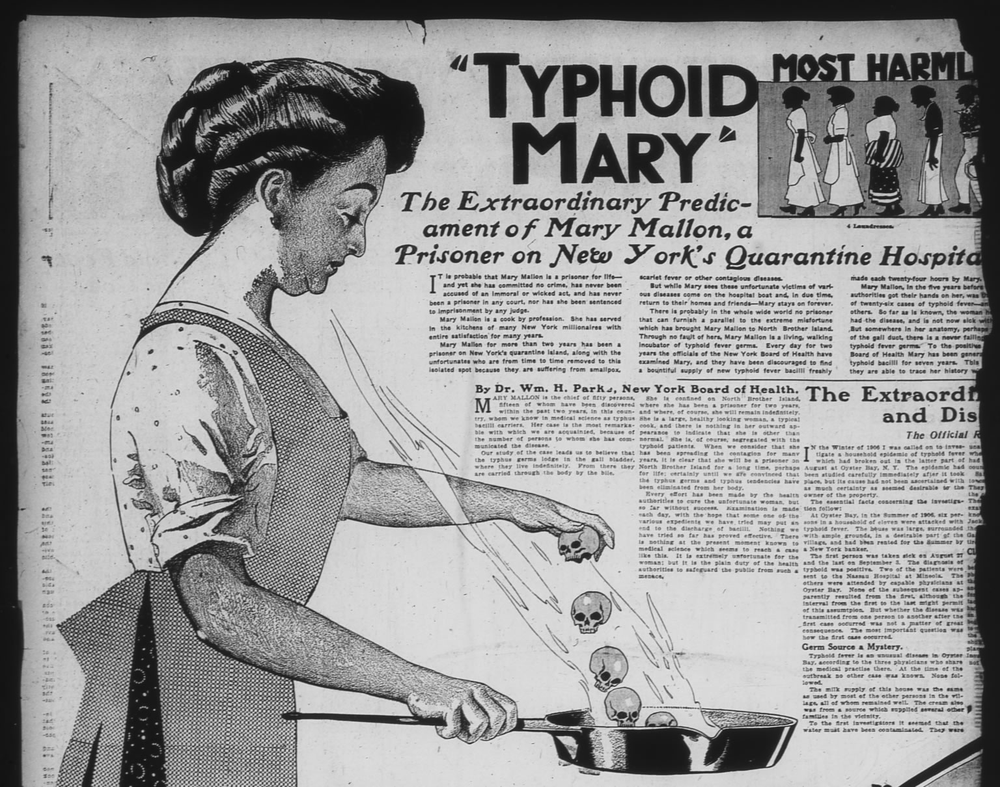 "TYPHOID
MARY"
MOST HARML
4 Laundresses.
The Extraordinary Predic-
ament of Mary Mallon, a
Prisoner on New York's Quarantine Hospita
IT is probable that Mary Mallon is a prisoner for life—
and yet she has committed no crime, has never been
accused of an immoral or wicked act, and has never
been a prisoner in any court, nor has she been sentenced
to imprisonment by any judge.
Mary Mallon is a cook by profession. She has served
in the kitchens of many New York millionaires with
entire satisfaction for many years.
Mary Mallon for more than two years has been a
prisoner on New York's quarantine island, along with the
unfortunates who are from time to time removed to this
isolated spot because they are suffering from smallpox,
scarlet fever or other contagious diseases.
But while Mary sees these unfortunate victims of vari-
ous diseases come on the hospital boat and, in due time,
return to their homes and friends—Mary stays on forever.
There is probably in the whole wide world no prisoner
that can furnish a parallel to the extreme misfortune
which has brought Mary Mallon to North Brother Island.
Through no fault of hers, Mary Mallon is a living, walking
incubator of typhoid fever germs. Every day for two
years the officials of the New York Board of Health have
examined Mary, and they have been discouraged to find
a bountiful supply of new typhoid fever bacilli freshly
made each twenty-four hours by Mary.
Mary Mallon, in the five years before
authorities got their hands on her, was
of twenty-six cases of typhoid fever—
others. So far as is known, the woman
had the disease, and is not now sick
But somewhere in her anatomy, perhaps
of the gall duct, there is a never failing
typhoid fever germs. To the positive
Board of Health Mary has been
typhoid bacilli for seven years. This
they are able to trace her history
By Dr. Wm. H. Park, New York Board of Health.
MARY MALLON is the chief of fifty persons,
fifteen of whom have been discovered
within the past two years, in this coun-
try, whom we know in medical science as typhus
bacilli carriers. Her case is the most remarka-
ble with which we are acquainted, because of
the number of persons to whom she has com-
municated the disease.
Our study of the case leads us to believe that
the typhus germs lodge in the gall bladder,
where they live indefinitely. From there they
are carried through the body by the bile.
She is confined on North Brother Island,
where she has been a prisoner for two years,
and where, of course, she will remain indefinitely.
She is a large, healthy looking woman, a typical
cook, and there is nothing in her outward ap-
pearance to indicate that she is other than
normal. She is, of course, segregated with the
typhoid patients. When we consider that she
has been spreading the contagion for many
years, it is clear that she will be a prisoner on
North Brother Island for a long time, perhaps
for life; certainly until we are convinced that
the typhus germs and typhus tendencies have
been eliminated from her body.
Every effort has been made by the health
authorities to cure the unfortunate woman, but
so far without success. Examination is made
each day, with the hope that some one of the
various expedients we have tried may put an
end to the discharge of bacilli. Nothing we
have tried so far has proved effective. There
is nothing at the present moment known to
medical science which seems to reach a case
like this. It is extremely unfortunate for the
woman; but it is the plain duty of the health
authorities to safeguard the public from such a
menace.
The Extraordi
and Dis
The Official R
IN the Winter of 1906 I was called on to inves-
tigate a household epidemic of typhoid fever
which had broken out in the latter part of
August at Oyster Bay, N. Y. The epidemic had
been studied carefully immediately after it took
place, but its cause had not been ascertained with
as much certainty as seemed desirable to the
owner of the property.
The essential facts concerning the investiga-
tion follow:
At Oyster Bay, in the Summer of 1906, six per-
sons in a household of eleven were attacked with
typhoid fever. The house was large, surrounded
with ample grounds, in a desirable part of the
village, and had been rented for the Summer by
a New York banker.
The first person was taken sick on August 27
and the last on September 3. The diagnosis of
typhoid was positive. Two of the patients were
sent to the Nassau Hospital at Mineola. The
others were attended by capable physicians at
Oyster Bay. None of the subsequent cases ap-
parently resulted from the first, although the
interval from the first to the last might permit
of this assumtpion. But whether the disease was
transmitted from one person to another after the
first case occurred was not a matter of great
consequence. The most important question was
how the first case occurred.
Germ Source a Mystery.
Typhoid fever is an unusual disease in Oyster
Bay, according to the three physicians who share
the medical practise there. At the time of the
outbreak no other case was known. None fol-
lowed.
The milk supply of this house was the same
as used by most of the other persons in the vil-
lage, all of whom remained well. The cream also
was from a source which supplied several other
families in the vicinity.
To the first investigators it seemed that the
water must have been contaminated. They were